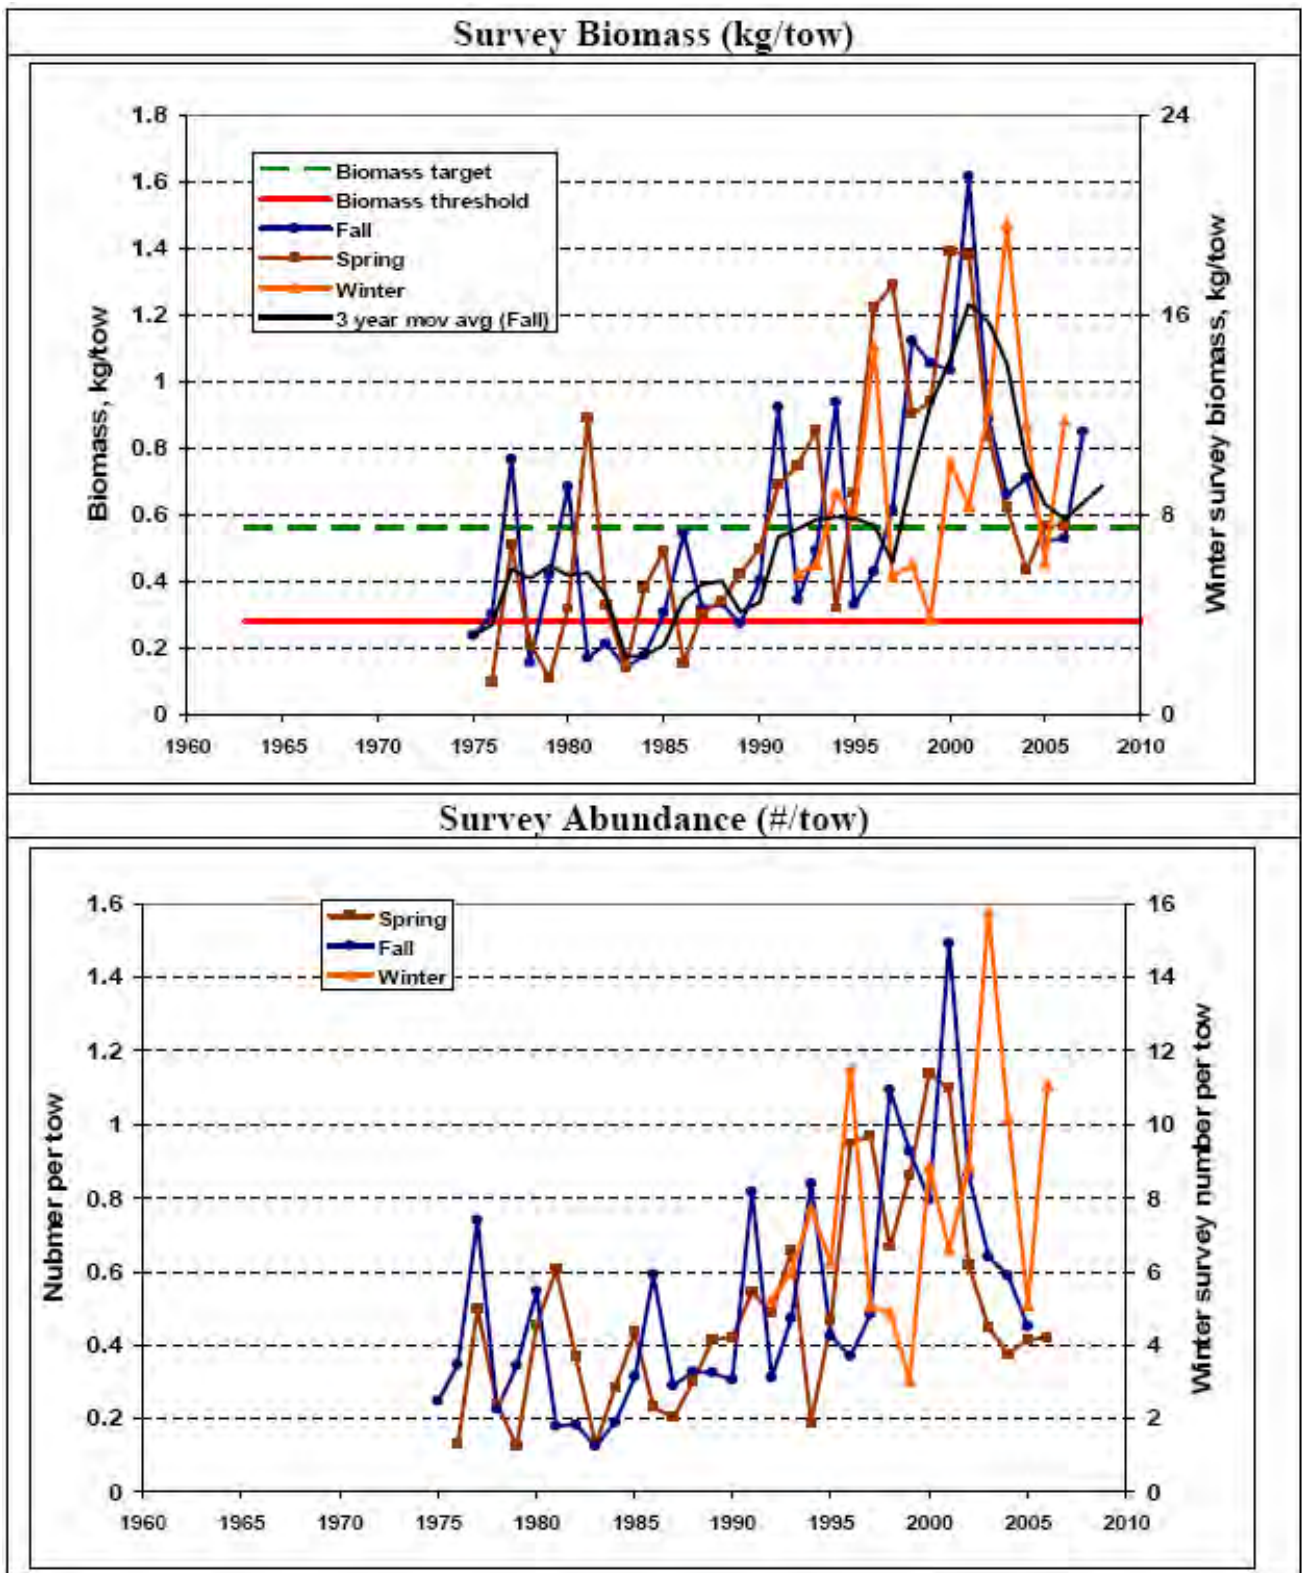 Survey Biomass (kg/tow)
1.8
1.6
1.4
1.2
1
0.8
0.6
0.4
0.2
0
Biomass, kg/tow
Biomass target
Biomass threshold
Fall
Spring
Winter
3 year mov avg (Fall)
24
16
8
0
Winter survey biomass, kg/tow
1960 1965 1970 1975 1980 1985 1990 1995 2000 2005 2010
Survey Abundance (#/tow)
1.6
1.4
1.2
1
0.8
0.6
0.4
0.2
0
Nubmer per tow
Spring
Fall
Winter
16
14
12
10
8
6
4
2
0
Winter survey number per tow
1960 1965 1970 1975 1980 1985 1990 1995 2000 2005 2010